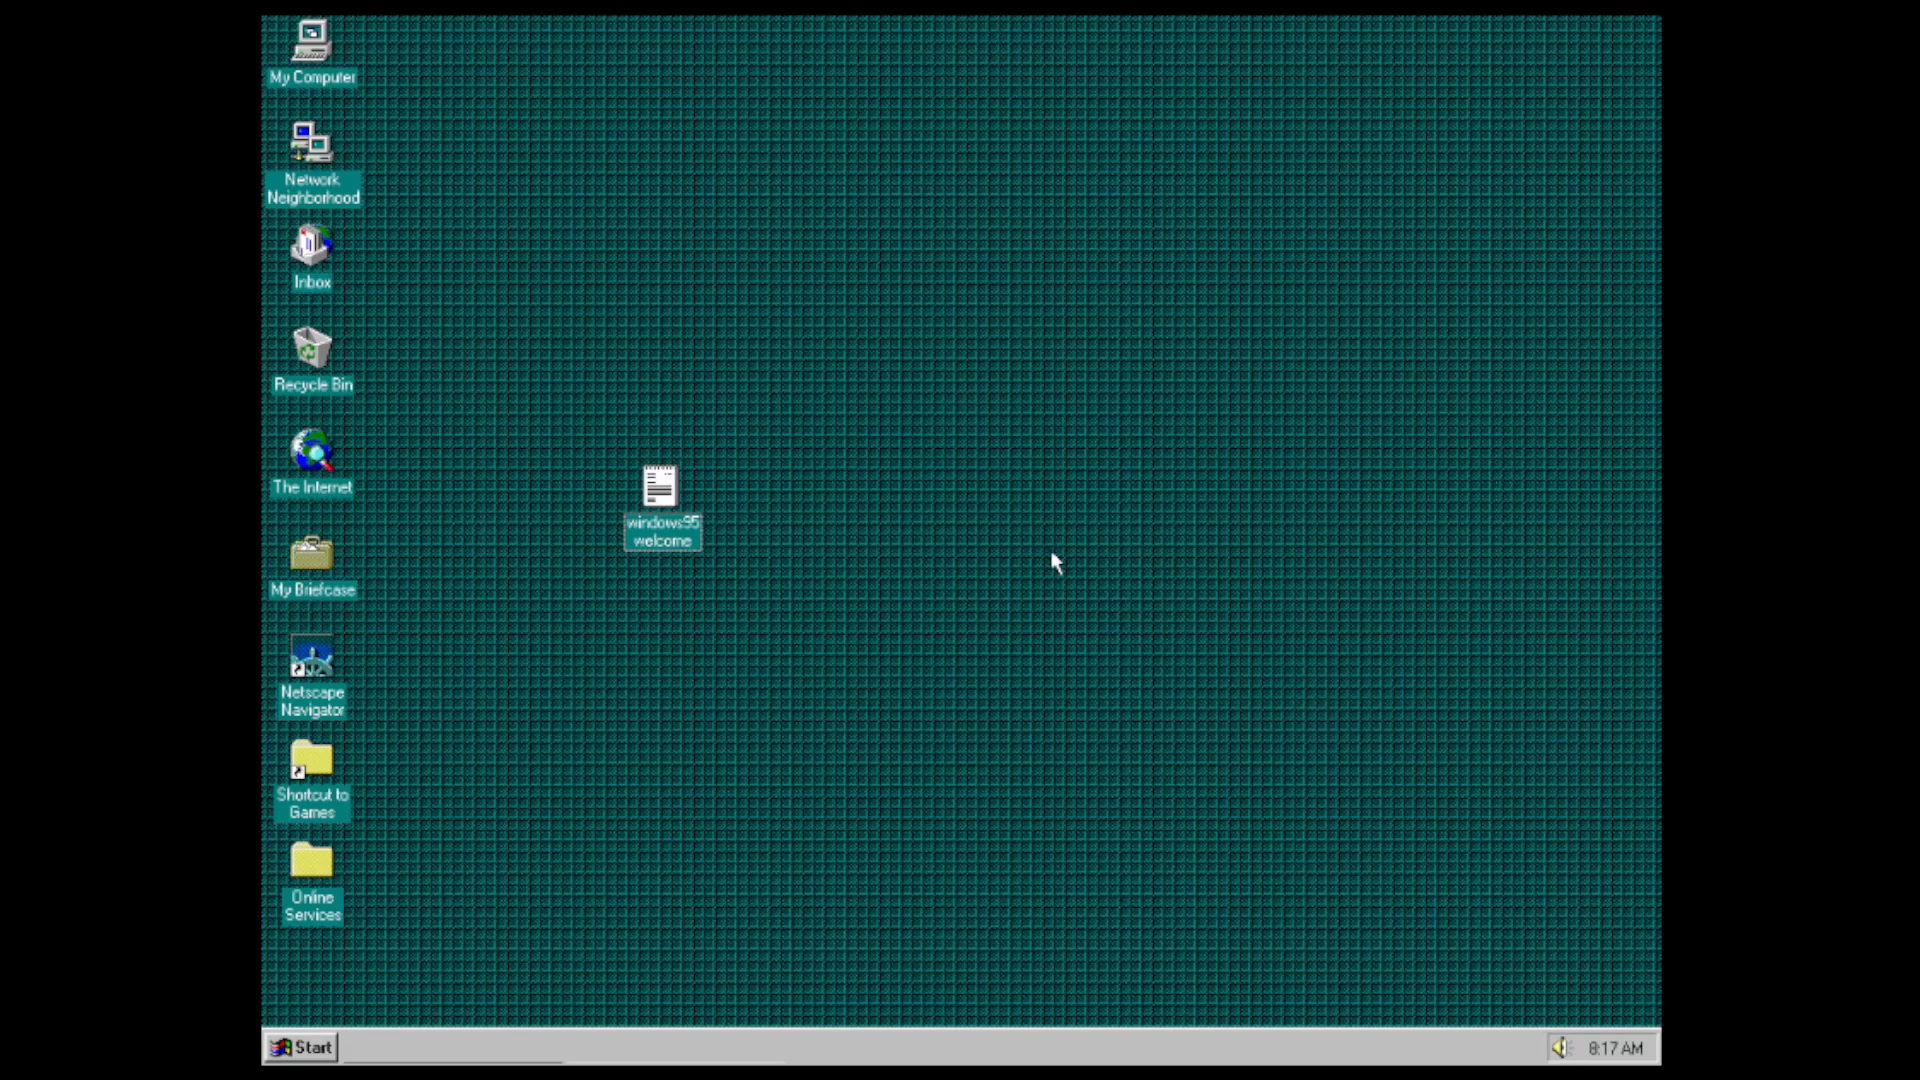 My Computer
Network
Neighborhood
Inbox
Recycle Bin
The Internet
My Briefcase
Netscape
Navigator
Shortcut to
Games
Online
Services
windows95
welcome
Start
8:17 AM